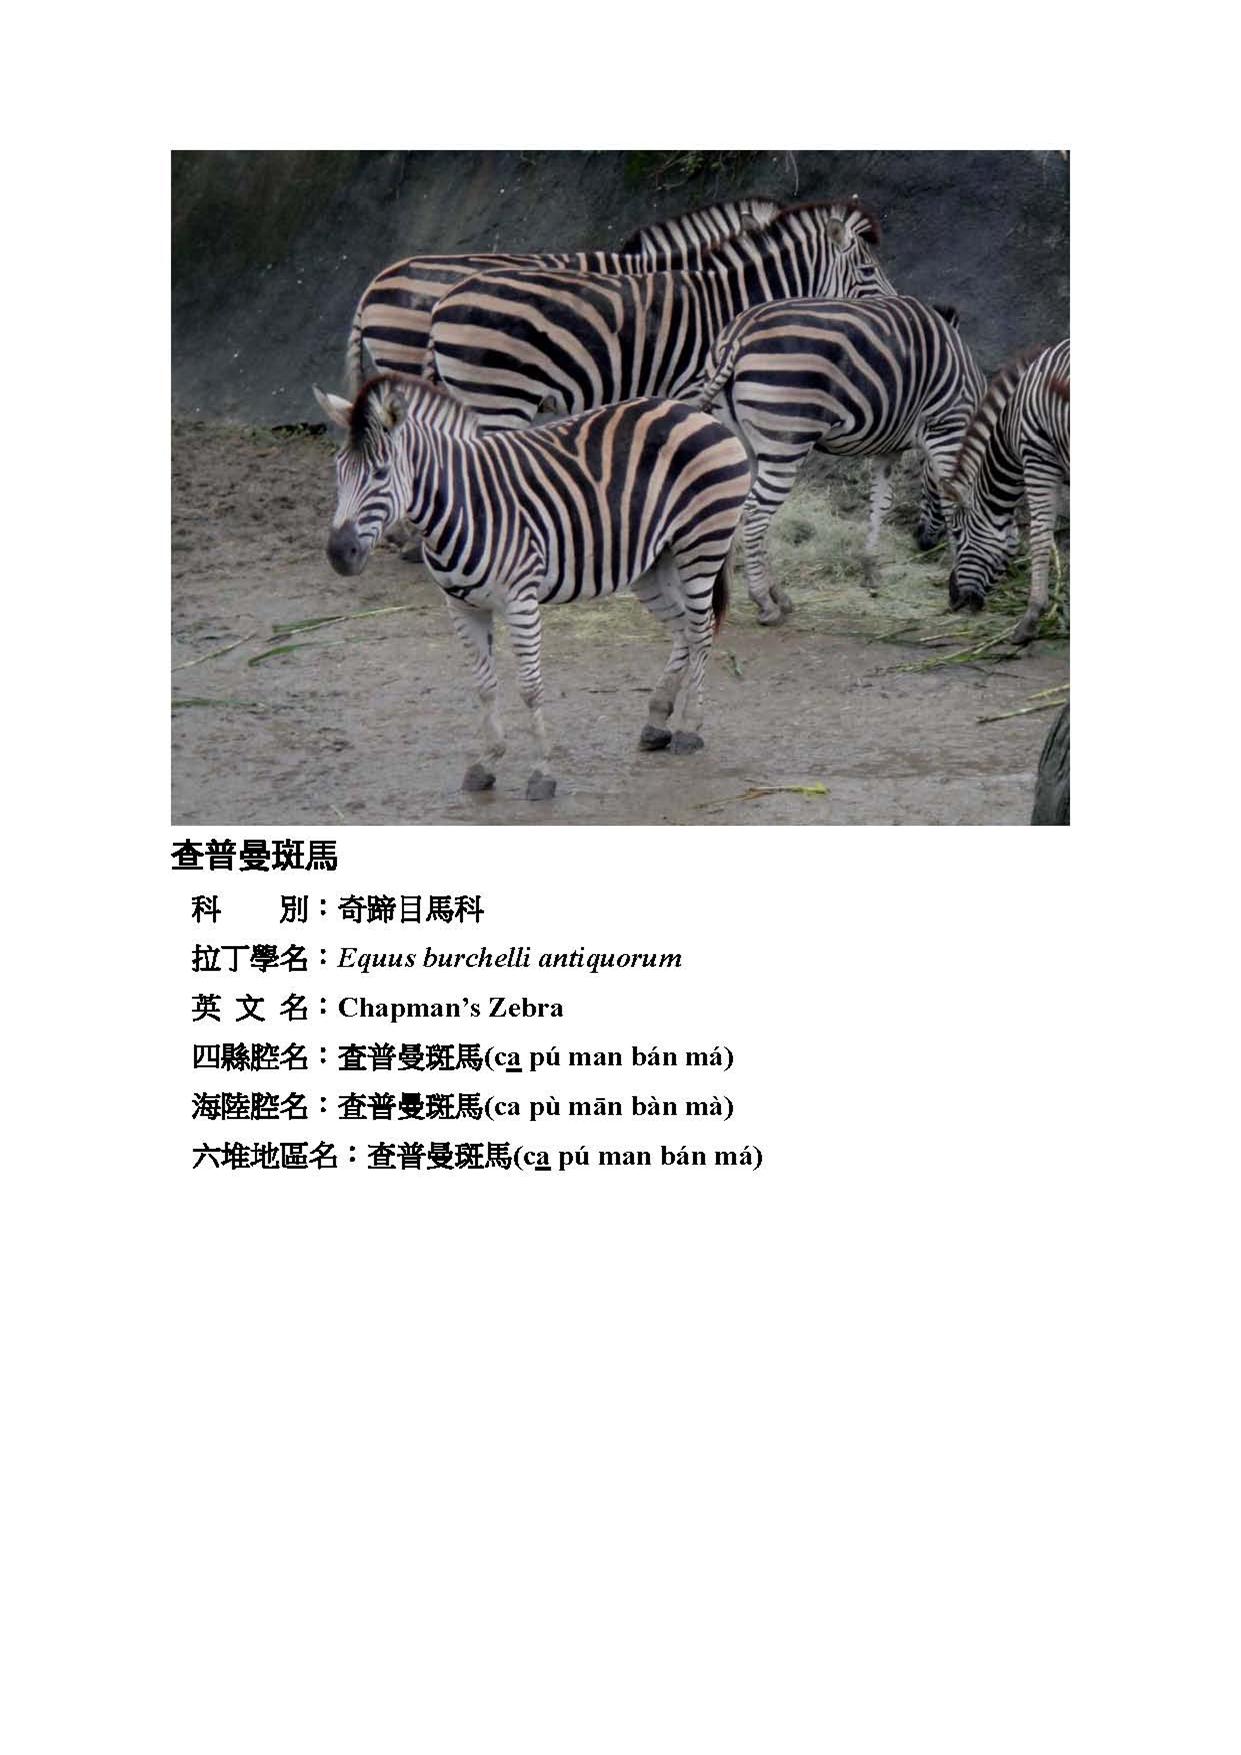 查普曼斑馬
科　　別：奇蹄目馬科
拉丁學名：Equus burchelli antiquorum
英 文 名：Chapman’s Zebra
四縣腔名：查普曼斑馬(ca̲ pú man bán má)
海陸腔名：查普曼斑馬(ca pù mān bàn mà)
六堆地區名：查普曼斑馬(ca̲ pú man bán má)